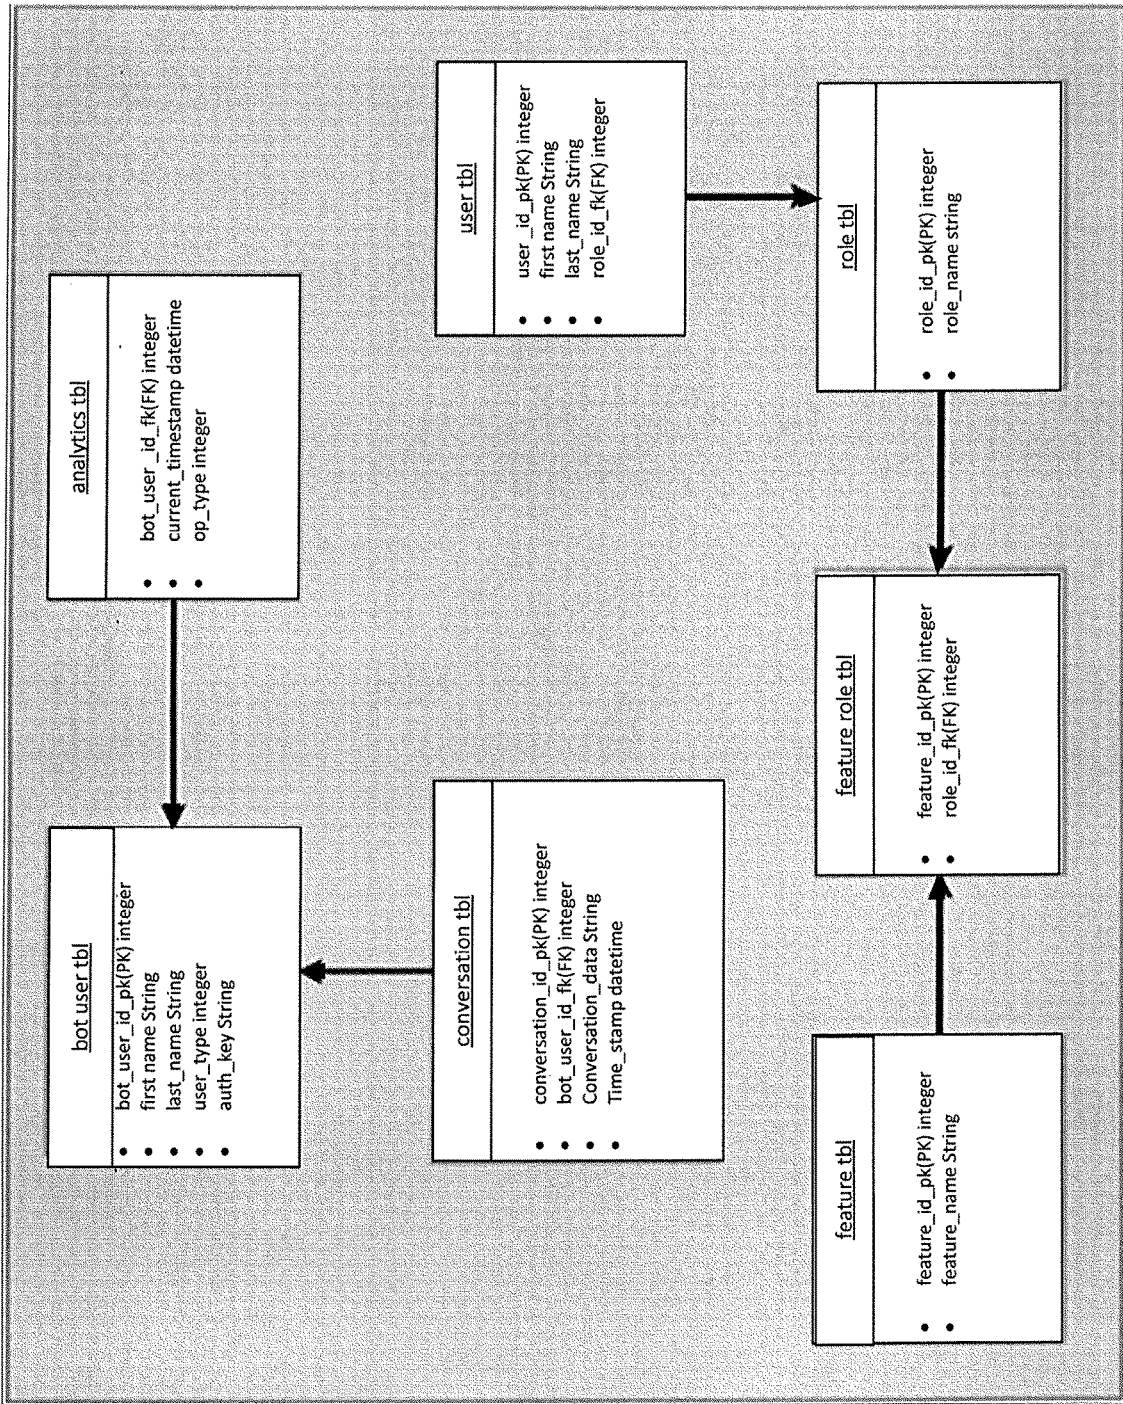 bot user tbl
bot_user_id_pk(PK) integer
first name String
last_name String
user_type integer
auth_key String
analytics tbl
bot_user _id_fk(FK) integer
current_timestamp datetime
op_type integer
conversation tbl
conversation_id_pk(PK) integer
bot_user_id_fk(FK) integer
Conversation_data String
Time_stamp datetime
user tbl
user_id_pk(PK) integer
first name String
last_name String
role_id_fk(FK) integer
feature tbl
feature_id_pk(PK) integer
feature_name String
feature role tbl
feature_id_pk(PK) integer
role_id_fk(FK) integer
role tbl
role_id_pk(PK) integer
role_name string